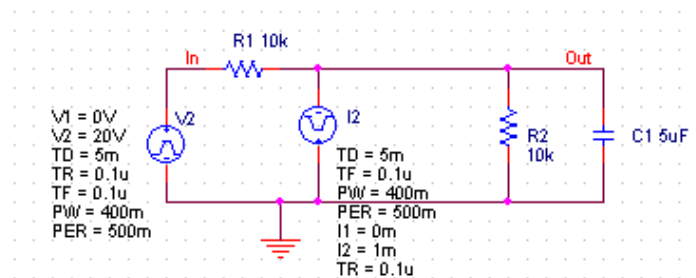 R1 10k
In
Out
V1 = 0V
V2 = 20V
TD = 5m
TR = 0.1u
TF = 0.1u
PW = 400m
PER = 500m
V2
I2
TD = 5m
TF = 0.1u
PW = 400m
PER = 500m
I1 = 0m
I2 = 1m
TR = 0.1u
R2
10k
C1 5uF